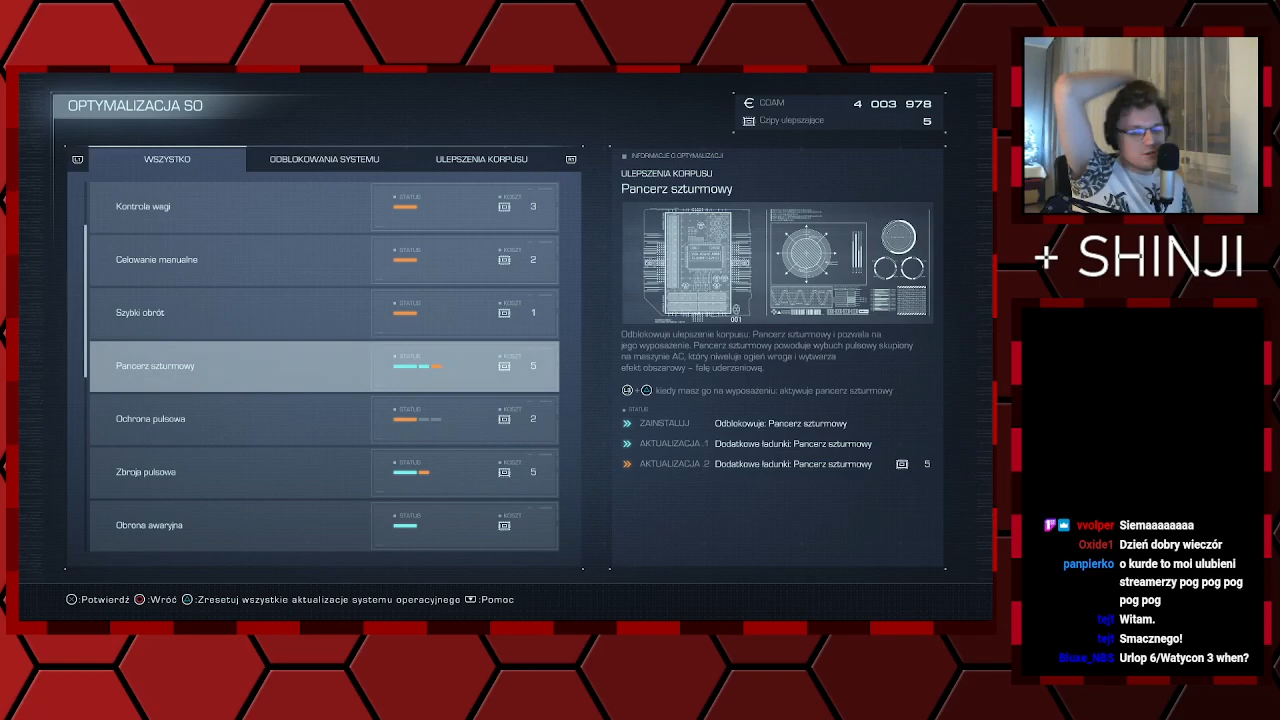 OPTYMALIZACJA SO
COAM 4 003 978
Czipy ulepszające 5
L1 WSZYSTKO ODBLOKOWANIA SYSTEMU ULEPSZENIA KORPUSU R1
Kontrola wagi STATUS KOSZT 3
Celowanie manualne STATUS KOSZT 2
Szybki obrót STATUS KOSZT 1
Pancerz szturmowy STATUS KOSZT 5
Ochrona pulsowa STATUS KOSZT 2
Zbroja pulsowa STATUS KOSZT 5
Obrona awaryjna STATUS KOSZT
INFORMACJE O OPTYMALIZACJI
ULEPSZENIA KORPUSU
Pancerz szturmowy
001
Odblokowuje ulepszenie korpusu: Pancerz szturmowy i pozwala na
jego wyposażenie. Pancerz szturmowy powoduje wybuch pulsowy skupiony
na maszynie AC, który niweluje ogień wroga i wytwarza
efekt obszarowy – falę uderzeniową.
L3 + kiedy masz go na wyposażeniu: aktywuje pancerz szturmowy
STATUS
ZAINSTALUJ Odblokowuje: Pancerz szturmowy
AKTUALIZACJA .1 Dodatkowe ładunki: Pancerz szturmowy
AKTUALIZACJA .2 Dodatkowe ładunki: Pancerz szturmowy 5
:Potwierdź :Wróć :Zresetuj wszystkie aktualizacje systemu operacyjnego :Pomoc
+ SHINJI
vvolper Siemaaaaaaaa
Oxide1 Dzień dobry wieczór
panpierko o kurde to moi ulubieni
streamerzy pog pog pog
pog pog
tejt Witam.
tejt Smacznego!
Bluse_NBS Urlop 6/Watycon 3 when?